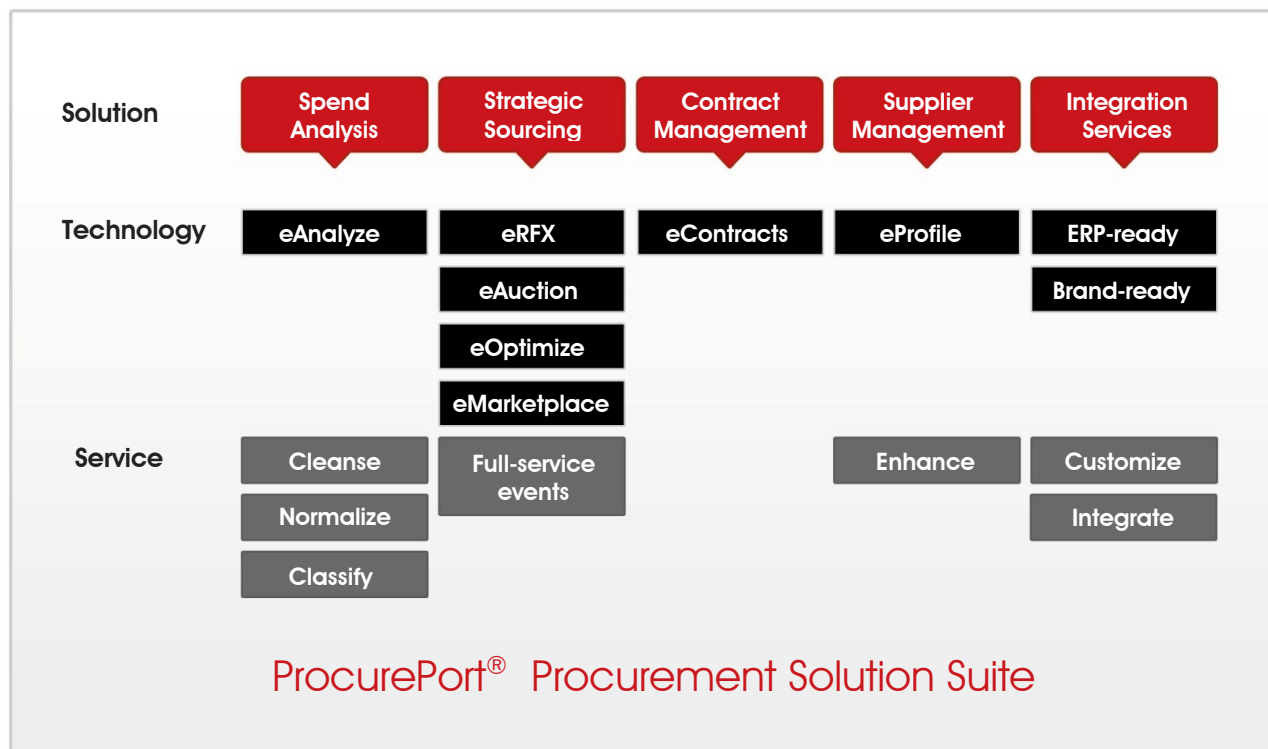 Solution
Spend
Analysis
Strategic
Sourcing
Contract
Management
Supplier
Management
Integration
Services
Technology
eAnalyze
eRFX
eContracts
eProfile
ERP-ready
eAuction
Brand-ready
eOptimize
eMarketplace
Service
Cleanse
Full-service
events
Enhance
Customize
Normalize
Integrate
Classify
ProcurePort® Procurement Solution Suite